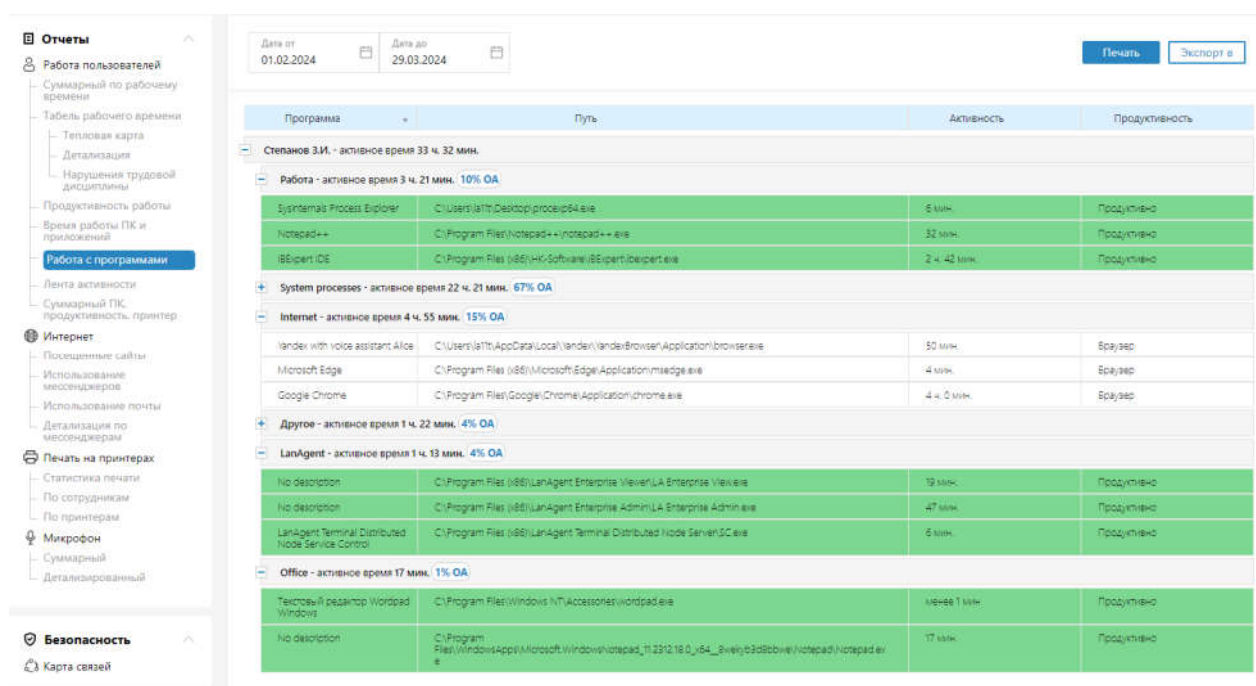 Отчеты
Работа пользователей
Суммарный по рабочему
времени
Табель рабочего времени
Тепловая карта
Детализация
Нарушения трудовой
дисциплины
Продуктивность работы
Время работы ПК и
приложений
Работа с программами
Лента активности
Суммарный ПК,
продуктивность, принтер
Интернет
Посещенные сайты
Использование
мессенджеров
Использование почты
Детализация по
мессенджерам
Печать на принтерах
Статистика печати
По сотрудникам
По принтерам
Микрофон
Суммарный
Детализированный
Безопасность
Карта связей
Дата от
01.02.2024
Дата до
29.03.2024
Печать
Экспорт в
Программа Путь Активность Продуктивность
Степанов З.И. - активное время 33 ч. 32 мин.
Работа - активное время 3 ч. 21 мин. 10% ОА
Sysinternals Process Explorer C:\Users\la11t\Desktop\procexp64.exe 6 мин. Продуктивно
Notepad++ C:\Program Files\Notepad++\notepad++.exe 32 мин. Продуктивно
IBExpert IDE C:\Program Files (x86)\HK-Software\IBExpert\ibexpert.exe 2 ч. 42 мин. Продуктивно
System processes - активное время 22 ч. 21 мин. 67% ОА
Internet - активное время 4 ч. 55 мин. 15% ОА
Yandex with voice assistant Alice C:\Users\la11t\AppData\Local\Yandex\YandexBrowser\Application\browser.exe 50 мин. Браузер
Microsoft Edge C:\Program Files (x86)\Microsoft\Edge\Application\msedge.exe 4 мин. Браузер
Google Chrome C:\Program Files\Google\Chrome\Application\chrome.exe 4 ч. 0 мин. Браузер
Другое - активное время 1 ч. 22 мин. 4% ОА
LanAgent - активное время 1 ч. 13 мин. 4% ОА
No description C:\Program Files (x86)\LanAgent Enterprise Viewer\LA Enterprise View.exe 19 мин. Продуктивно
No description C:\Program Files (x86)\LanAgent Enterprise Admin\LA Enterprise Admin.exe 47 мин. Продуктивно
LanAgent Terminal Distributed C:\Program Files (x86)\LanAgent Terminal Distributed Node Server\SC.exe 6 мин. Продуктивно
Node Service Control
Office - активное время 17 мин. 1% ОА
Текстовый редактор Wordpad C:\Program Files\Windows NT\Accessories\wordpad.exe менее 1 мин Продуктивно
Windows
No description C:\Program 17 мин. Продуктивно
Files\WindowsApps\Microsoft.WindowsNotepad_11.2312.18.0_x64__8wekyb3d8bbwe\Notepad\Notepad.ex
e